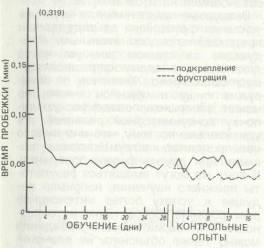 (0,319)
подкрепление
фрустрация
ВРЕМЯ ПРОБЕЖКИ (мин)
0,15
0,10
0,05
0
4 8 12 16 20 24 28
4 8 12 16
ОБУЧЕНИЕ (дни)
КОНТРОЛЬНЫЕ
ОПЫТЫ